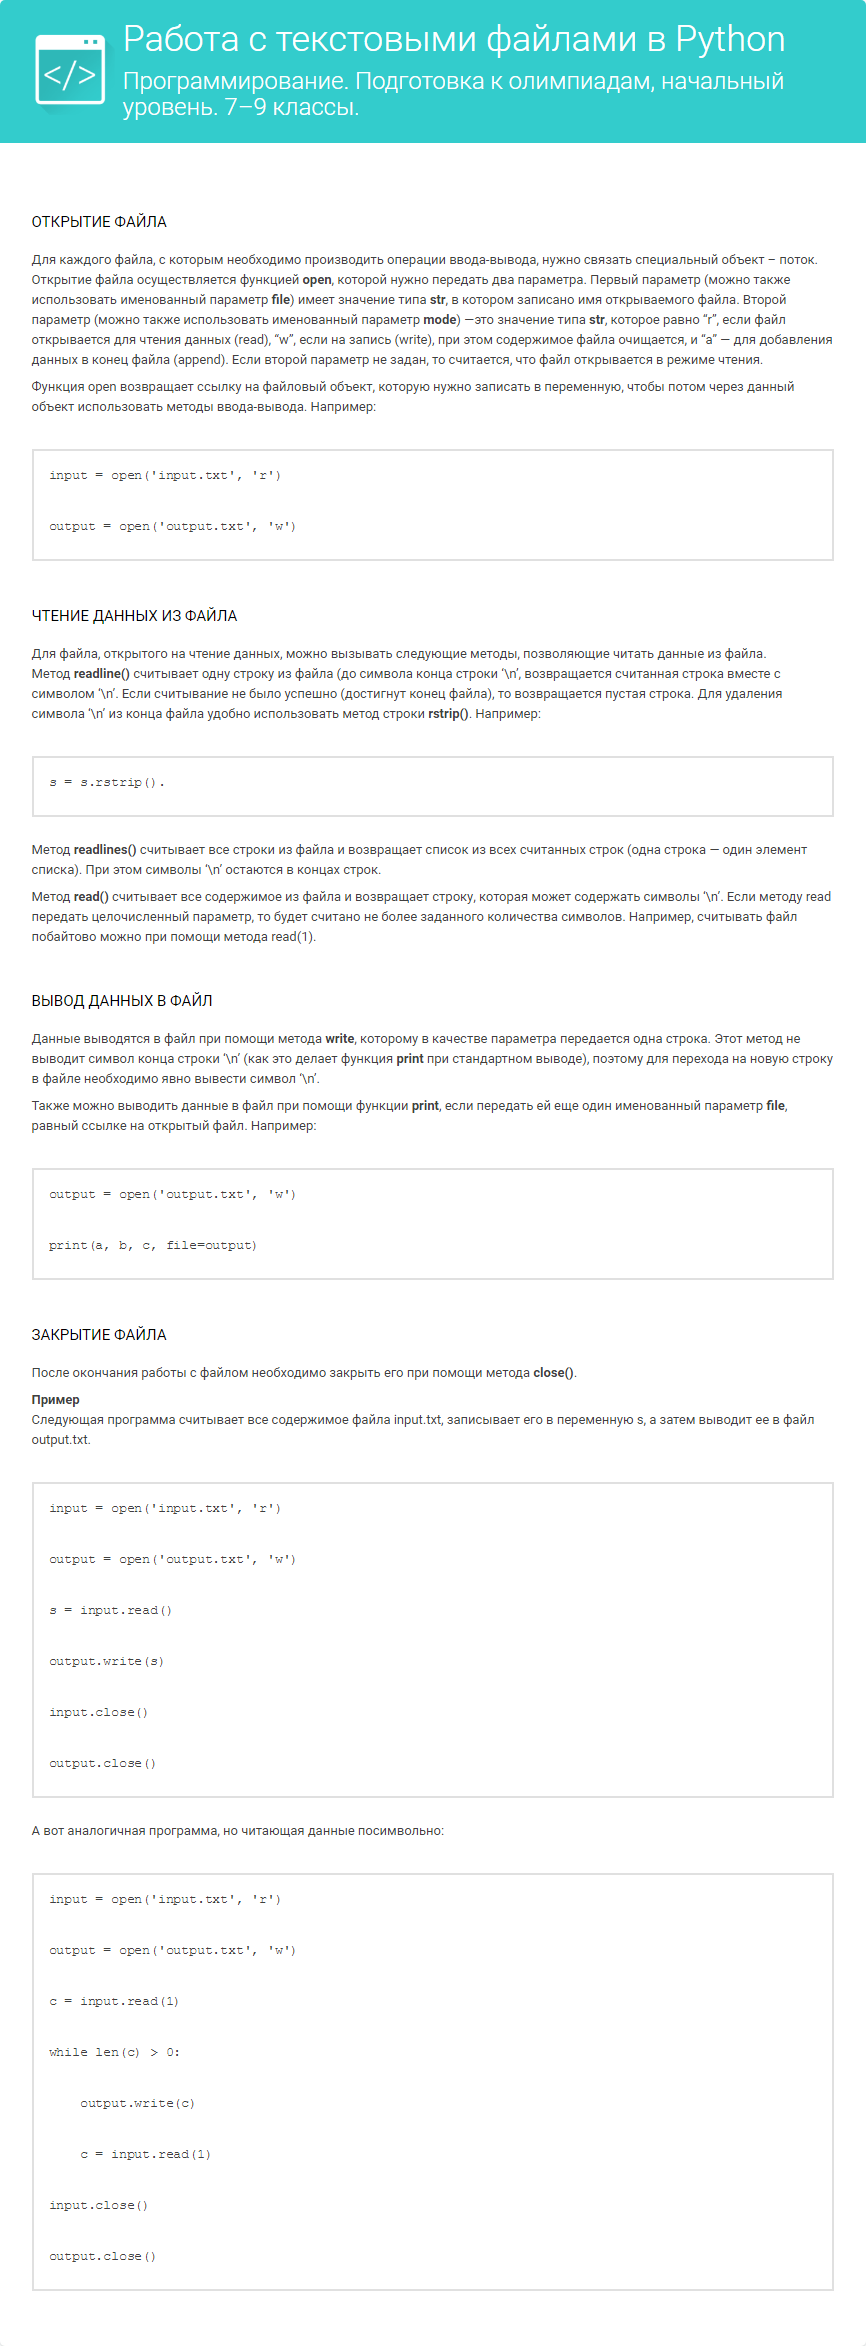 Работа с текстовыми файлами в Python
Программирование. Подготовка к олимпиадам, начальный
уровень. 7–9 классы.
</>
ОТКРЫТИЕ ФАЙЛА
Для каждого файла, с которым необходимо производить операции ввода-вывода, нужно связать специальный объект – поток.
Открытие файла осуществляется функцией open, которой нужно передать два параметра. Первый параметр (можно также
использовать именованный параметр file) имеет значение типа str, в котором записано имя открываемого файла. Второй
параметр (можно также использовать именованный параметр mode) —это значение типа str, которое равно “r”, если файл
открывается для чтения данных (read), “w”, если на запись (write), при этом содержимое файла очищается, и “a” — для добавления
данных в конец файла (append). Если второй параметр не задан, то считается, что файл открывается в режиме чтения.
Функция open возвращает ссылку на файловый объект, которую нужно записать в переменную, чтобы потом через данный
объект использовать методы ввода-вывода. Например:
input = open('input.txt', 'r')
output = open('output.txt', 'w')
ЧТЕНИЕ ДАННЫХ ИЗ ФАЙЛА
Для файла, открытого на чтение данных, можно вызывать следующие методы, позволяющие читать данные из файла.
Метод readline() считывает одну строку из файла (до символа конца строки ‘\n’, возвращается считанная строка вместе с
символом ‘\n’. Если считывание не было успешно (достигнут конец файла), то возвращается пустая строка. Для удаления
символа ‘\n’ из конца файла удобно использовать метод строки rstrip(). Например:
s = s.rstrip().
Метод readlines() считывает все строки из файла и возвращает список из всех считанных строк (одна строка — один элемент
списка). При этом символы ‘\n’ остаются в концах строк.
Метод read() считывает все содержимое из файла и возвращает строку, которая может содержать символы ‘\n’. Если методу read
передать целочисленный параметр, то будет считано не более заданного количества символов. Например, считывать файл
побайтово можно при помощи метода read(1).
ВЫВОД ДАННЫХ В ФАЙЛ
Данные выводятся в файл при помощи метода write, которому в качестве параметра передается одна строка. Этот метод не
выводит символ конца строки ‘\n’ (как это делает функция print при стандартном выводе), поэтому для перехода на новую строку
в файле необходимо явно вывести символ ‘\n’.
Также можно выводить данные в файл при помощи функции print, если передать ей еще один именованный параметр file,
равный ссылке на открытый файл. Например:
output = open('output.txt', 'w')
print(a, b, c, file=output)
ЗАКРЫТИЕ ФАЙЛА
После окончания работы с файлом необходимо закрыть его при помощи метода close().
Пример
Следующая программа считывает все содержимое файла input.txt, записывает его в переменную s, а затем выводит ее в файл
output.txt.
input = open('input.txt', 'r')
output = open('output.txt', 'w')
s = input.read()
output.write(s)
input.close()
output.close()
А вот аналогичная программа, но читающая данные посимвольно:
input = open('input.txt', 'r')
output = open('output.txt', 'w')
c = input.read(1)
while len(c) > 0:
    output.write(c)
    c = input.read(1)
input.close()
output.close()